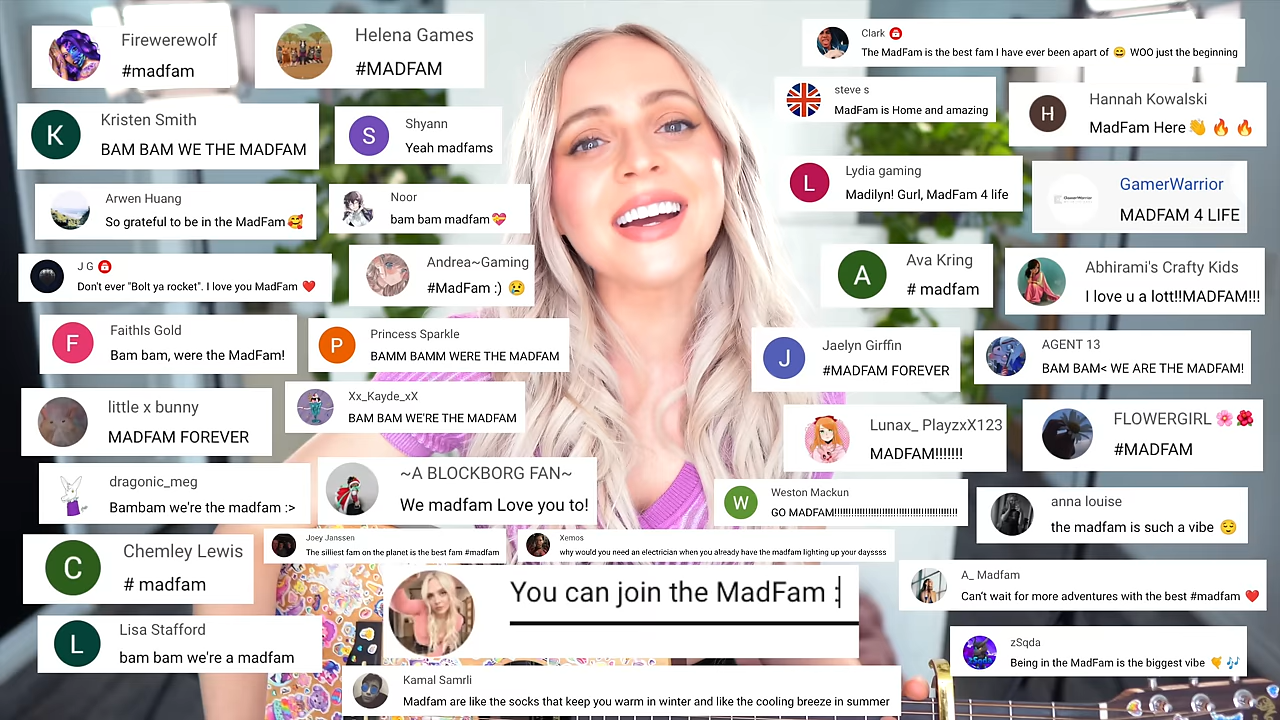 Firewerewolf
#madfam
Helena Games
#MADFAM
Clark
The MadFam is the best fam I have ever been apart of 😄 WOO just the beginning
steve s
MadFam is Home and amazing
H
Hannah Kowalski
MadFam Here👋 🔥 🔥
K
Kristen Smith
BAM BAM WE THE MADFAM
S
Shyann
Yeah madfams
L
Lydia gaming
Madilyn! Gurl, MadFam 4 life
GamerWarrior
GamerWarrior
MADFAM 4 LIFE
Arwen Huang
So grateful to be in the MadFam🥰
Noor
bam bam madfam💝
J G
Don't ever "Bolt ya rocket". I love you MadFam ❤️
Andrea~Gaming
#MadFam :) 😢
A
Ava Kring
# madfam
Abhirami's Crafty Kids
I love u a lott!!MADFAM!!!
F
FaithIs Gold
Bam bam, were the MadFam!
P
Princess Sparkle
BAMM BAMM WERE THE MADFAM
J
Jaelyn Girffin
#MADFAM FOREVER
AGENT 13
BAM BAM< WE ARE THE MADFAM!
little x bunny
MADFAM FOREVER
Xx_Kayde_xX
BAM BAM WE'RE THE MADFAM
Lunax_ PlayzxX123
MADFAM!!!!!!!
FLOWERGIRL 🌸🌺
#MADFAM
dragonic_meg
Bambam we're the madfam :>
~A BLOCKBORG FAN~
We madfam Love you to!
W
Weston Mackun
GO MADFAM!!!!!!!!!!!!!!!!!!!!!!!!!!!!!!!!!!!!!!!!!!
anna louise
the madfam is such a vibe 😌
C
Chemley Lewis
# madfam
Joey Janssen
The silliest fam on the planet is the best fam #madfam
Xemos
why would you need an electrician when you already have the madfam lighting up your dayssss
You can join the MadFam :
A_ Madfam
Can't wait for more adventures with the best #madfam ❤️
L
Lisa Stafford
bam bam we're a madfam
zSqda
zSqda
Being in the MadFam is the biggest vibe 🤙 🎶
Kamal Samrli
Madfam are like the socks that keep you warm in winter and like the cooling breeze in summer